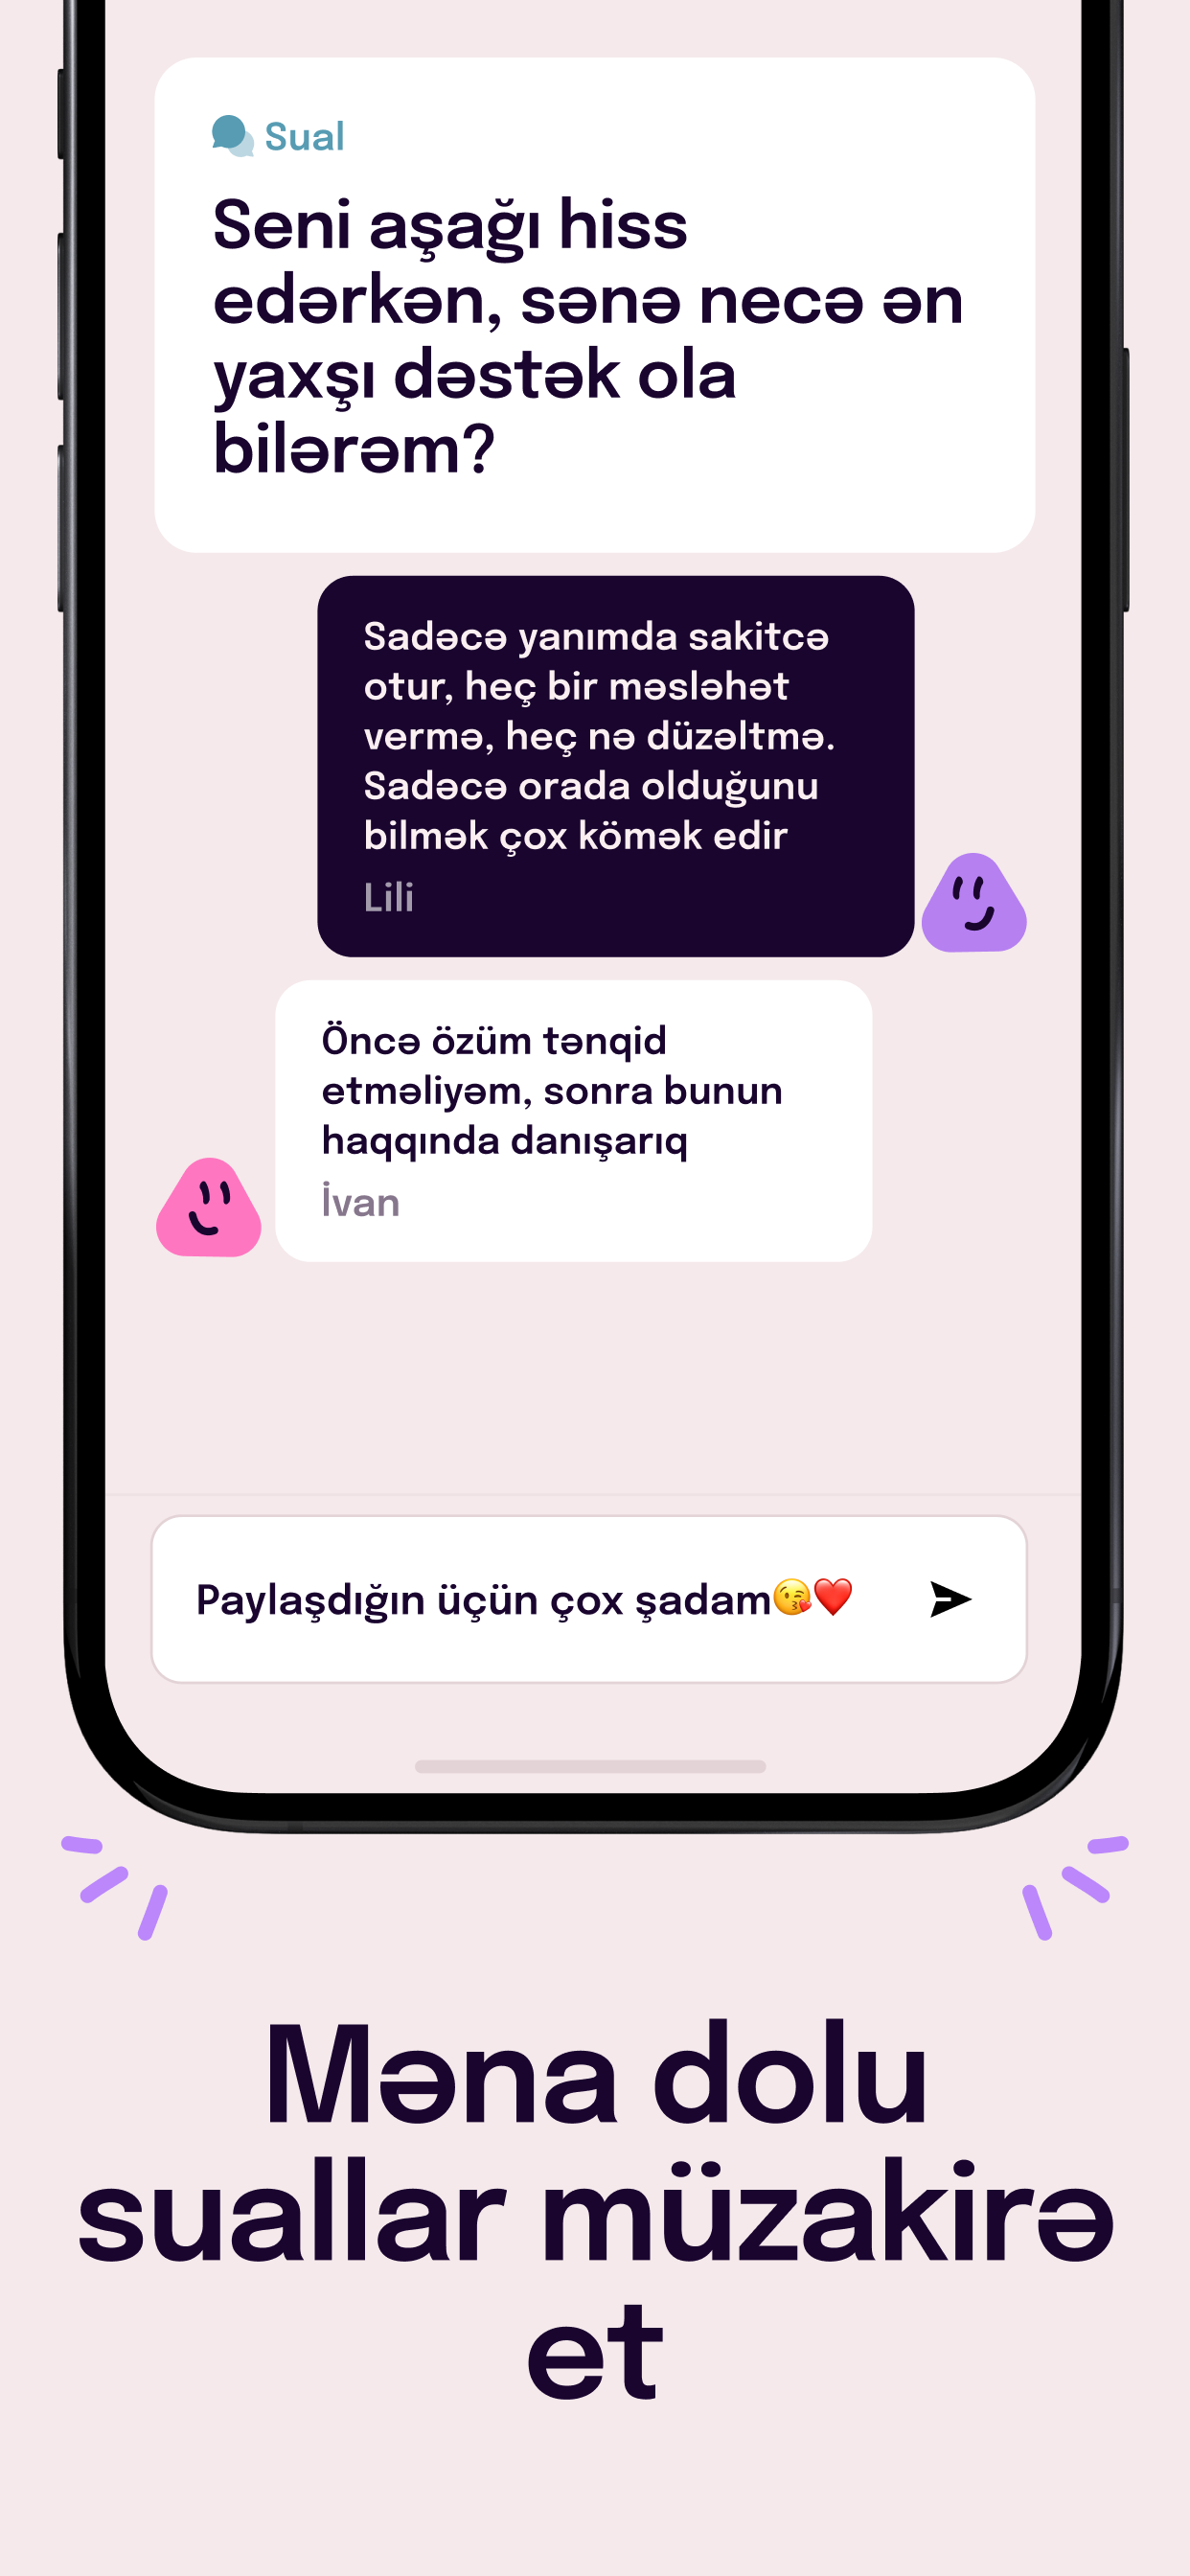 Sual
Seni aşağı hiss
edərkən, sənə necə ən
yaxşı dəstək ola
bilərəm?
Sadəcə yanımda sakitcə
otur, heç bir məsləhət
vermə, heç nə düzəltmə.
Sadəcə orada olduğunu
bilmək çox kömək edir
Lili
Öncə özüm tənqid
etməliyəm, sonra bunun
haqqında danışarıq
İvan
Paylaşdığın üçün çox şadam😘❤️
Məna dolu
suallar müzakirə
et